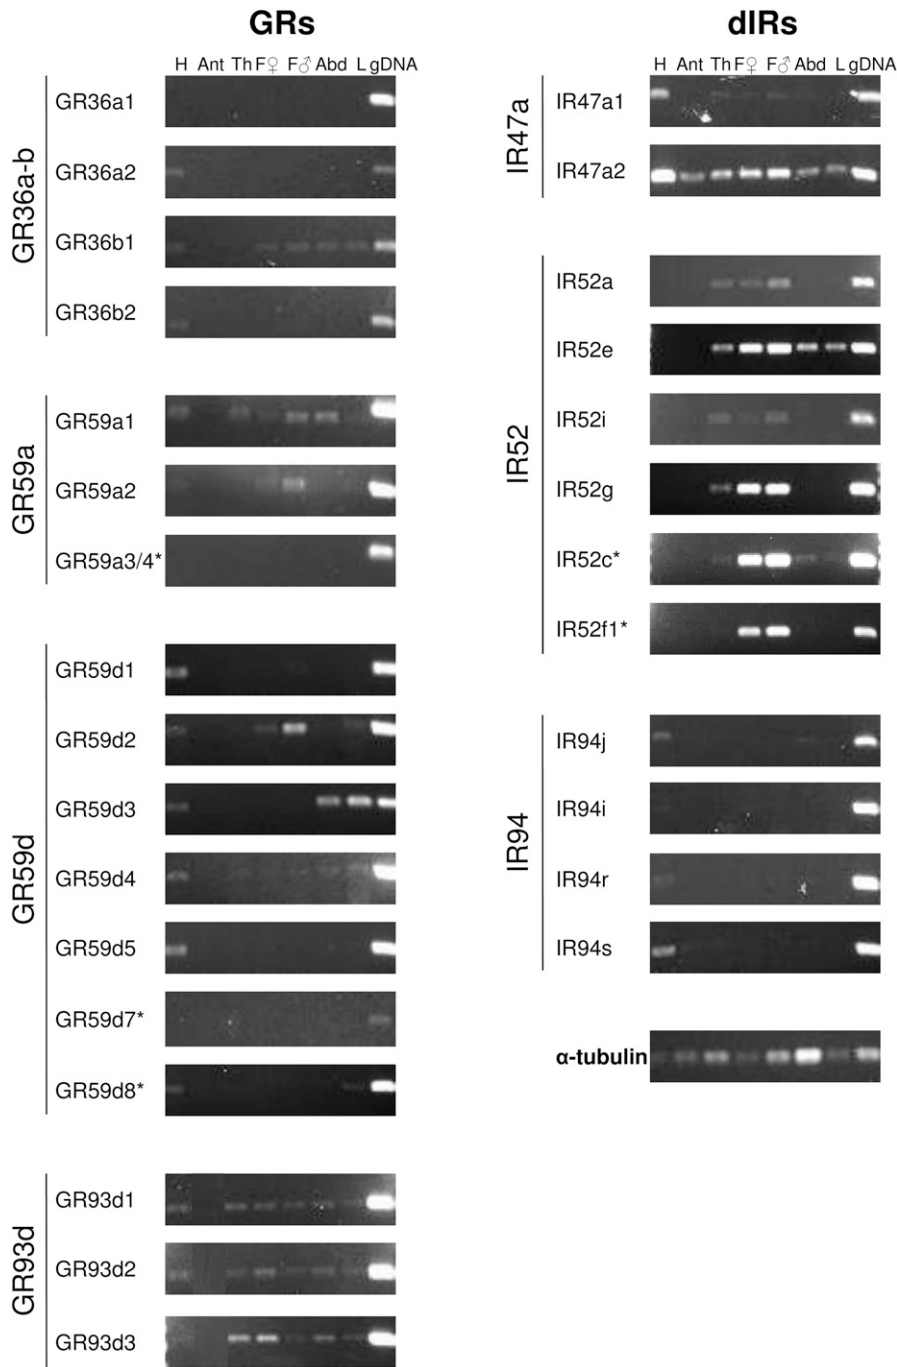 GRs
H Ant Th F♀ F♂ Abd L gDNA
GR36a-b
GR36a1
GR36a2
GR36b1
GR36b2
GR59a
GR59a1
GR59a2
GR59a3/4*
GR59d
GR59d1
GR59d2
GR59d3
GR59d4
GR59d5
GR59d7*
GR59d8*
GR93d
GR93d1
GR93d2
GR93d3
dIRs
H Ant Th F♀ F♂ Abd L gDNA
IR47a
IR47a1
IR47a2
IR52
IR52a
IR52e
IR52i
IR52g
IR52c*
IR52f1*
IR94
IR94j
IR94i
IR94r
IR94s
α-tubulin